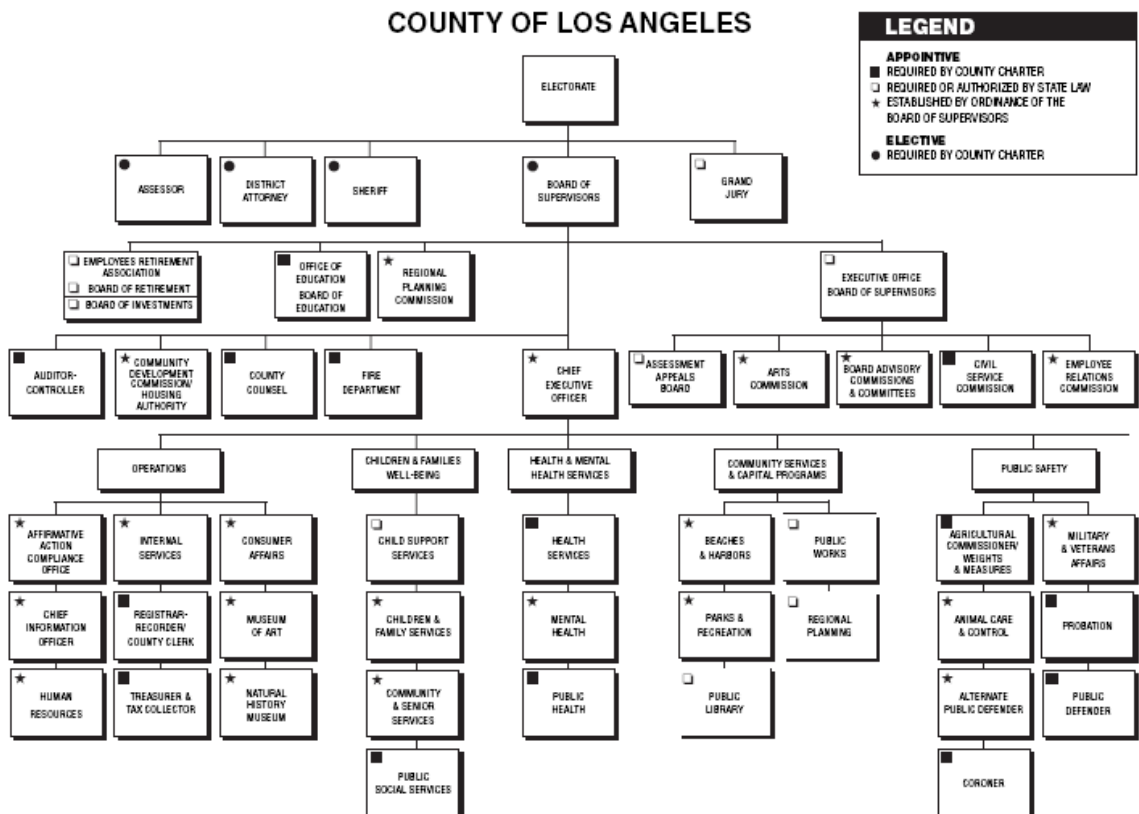 COUNTY OF LOS ANGELES
LEGEND
APPOINTIVE
REQUIRED BY COUNTY CHARTER
REQUIRED OR AUTHORIZED BY STATE LAW
ESTABLISHED BY ORDINANCE OF THE
BOARD OF SUPERVISORS
ELECTIVE
REQUIRED BY COUNTY CHARTER
ELECTORATE
ASSESSOR
DISTRICT
ATTORNEY
SHERIFF
BOARD OF
SUPERVISORS
GRAND
JURY
EMPLOYEES RETIREMENT
ASSOCIATION
BOARD OF RETIREMENT
BOARD OF INVESTMENTS
OFFICE OF
EDUCATION
BOARD OF
EDUCATION
REGIONAL
PLANNING
COMMISSION
EXECUTIVE OFFICE
BOARD OF SUPERVISORS
AUDITOR-
CONTROLLER
COMMUNITY
DEVELOPMENT
COMMISSION/
HOUSING
AUTHORITY
COUNTY
COUNSEL
FIRE
DEPARTMENT
CHIEF
EXECUTIVE
OFFICER
ASSESSMENT
APPEALS
BOARD
ARTS
COMMISSION
BOARD ADVISORY
COMMISSIONS
& COMMITTEES
CIVIL
SERVICE
COMMISSION
EMPLOYEE
RELATIONS
COMMISSION
OPERATIONS
CHILDREN & FAMILIES
WELL-BEING
HEALTH & MENTAL
HEALTH SERVICES
COMMUNITY SERVICES
& CAPITAL PROGRAMS
PUBLIC SAFETY
AFFIRMATIVE
ACTION
COMPLIANCE
OFFICE
INTERNAL
SERVICES
CONSUMER
AFFAIRS
CHILD SUPPORT
SERVICES
HEALTH
SERVICES
BEACHES
& HARBORS
PUBLIC
WORKS
AGRICULTURAL
COMMISSIONER/
WEIGHTS
& MEASURES
MILITARY
& VETERANS
AFFAIRS
CHIEF
INFORMATION
OFFICER
REGISTRAR-
RECORDER/
COUNTY CLERK
MUSEUM
OF ART
CHILDREN &
FAMILY SERVICES
MENTAL
HEALTH
PARKS &
RECREATION
REGIONAL
PLANNING
ANIMAL CARE
& CONTROL
PROBATION
HUMAN
RESOURCES
TREASURER &
TAX COLLECTOR
NATURAL
HISTORY
MUSEUM
COMMUNITY
& SENIOR
SERVICES
PUBLIC
HEALTH
PUBLIC
LIBRARY
ALTERNATE
PUBLIC DEFENDER
PUBLIC
DEFENDER
PUBLIC
SOCIAL SERVICES
CORONER